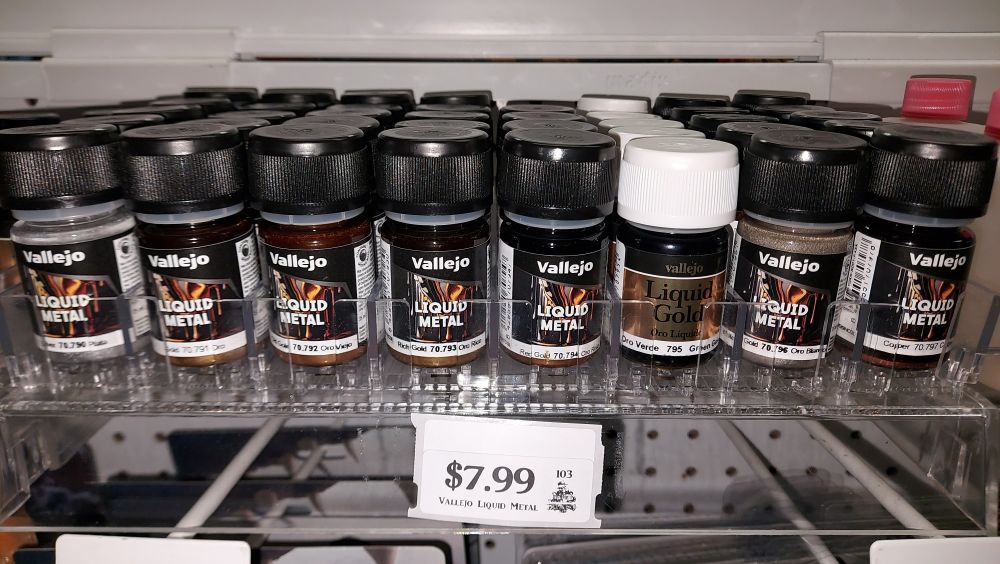 Vallejo
LIQUID
METAL
70.790 Plata
Vallejo
LIQUID
METAL
70.791 Oro
Vallejo
LIQUID
METAL
Gold 70.792 Oro Viejo
Vallejo
LIQUID
METAL
Rich Gold 70.793 Oro Rico
Vallejo
LIQUID
METAL
Red Gold 70.794
vallejo
Liquid
Gold
Oro Líquido
Oro Verde 795 Green
Vallejo
LIQUID
METAL
Gold 70.796 Oro
Vallejo
LIQUID
METAL
Copper 70.797
$7.99
103
VALLEJO LIQUID METAL